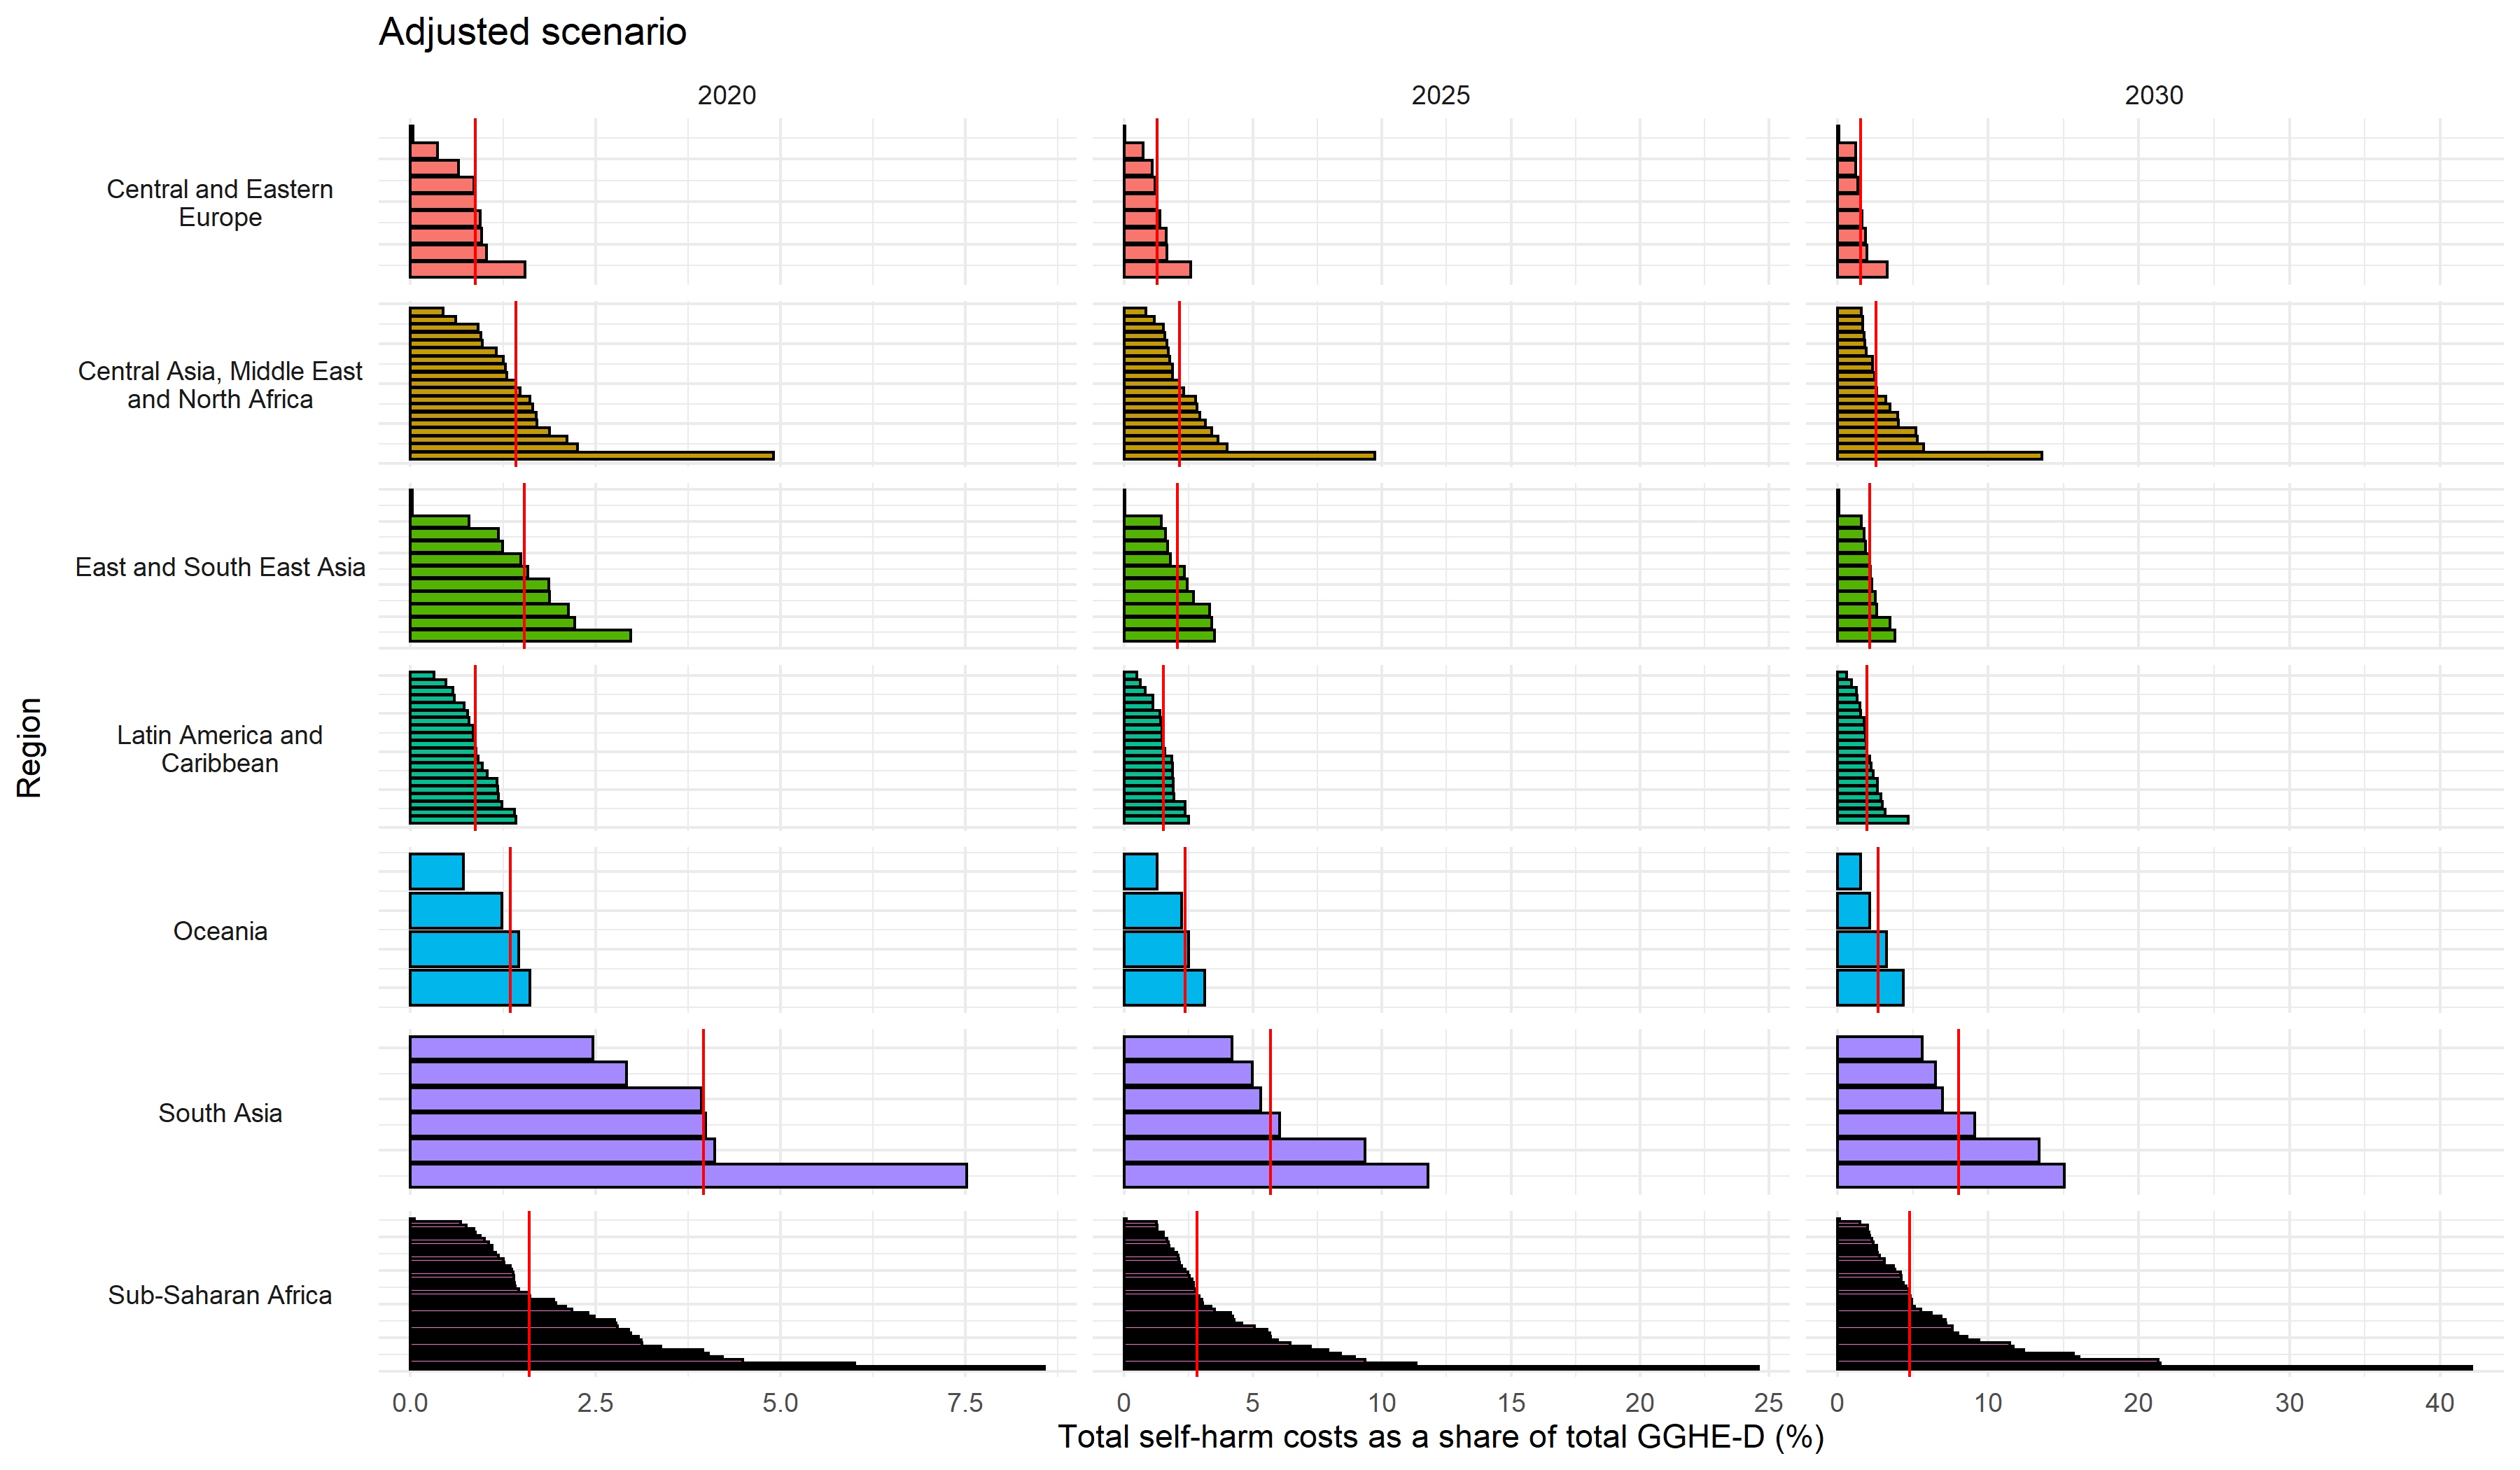 Adjusted scenario
2020
2025
2030
Central and Eastern
Europe
Central Asia, Middle East
and North Africa
East and South East Asia
Latin America and
Caribbean
Oceania
South Asia
Sub-Saharan Africa
Region
0.0 2.5 5.0 7.5
0 5 10 15 20 25
0 10 20 30 40
Total self-harm costs as a share of total GGHE-D (%)